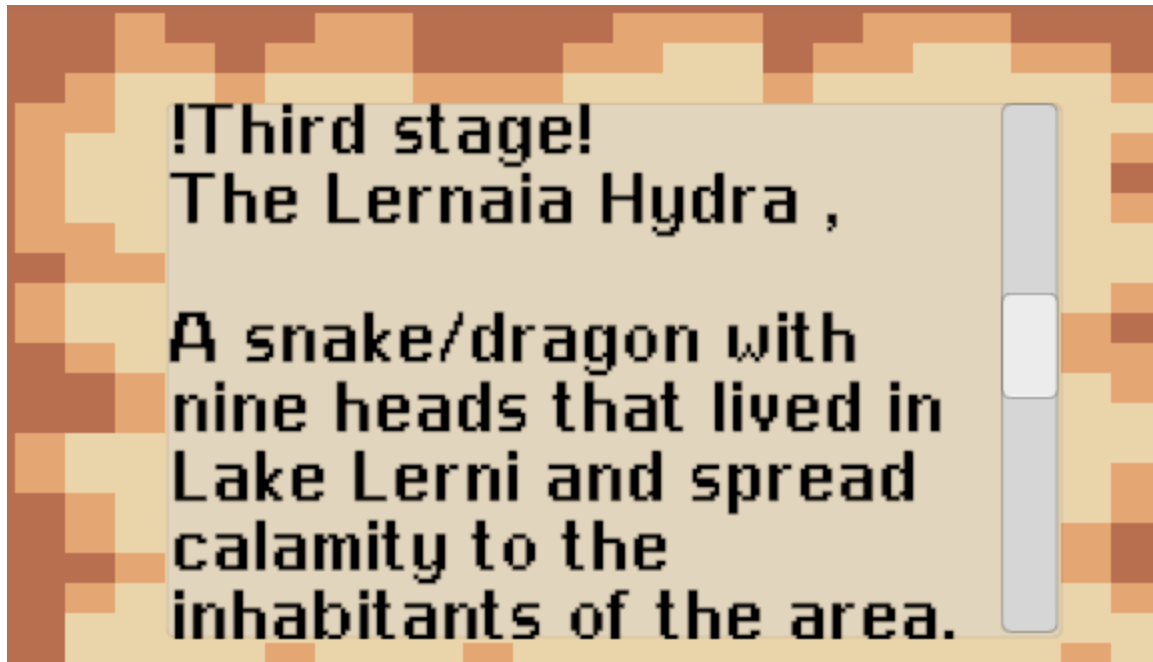 !Third stage!
The Lernaia Hydra ,
A snake/dragon with
nine heads that lived in
Lake Lerni and spread
calamity to the
inhabitants of the area.